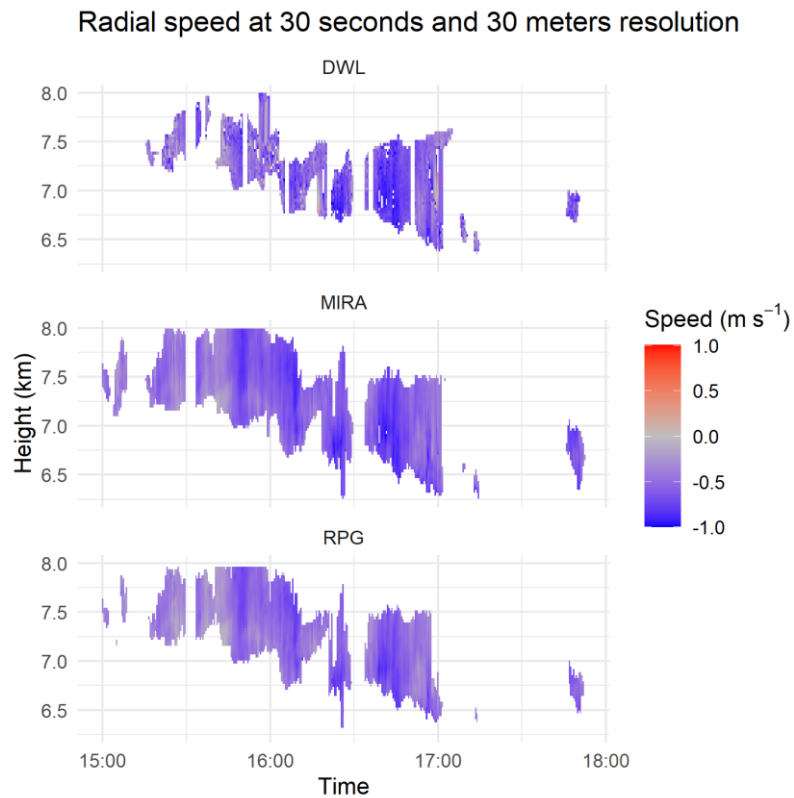 Radial speed at 30 seconds and 30 meters resolution
DWL
8.0
7.5
7.0
6.5
MIRA
8.0
7.5
7.0
6.5
Height (km)
RPG
8.0
7.5
7.0
6.5
15:00 16:00 17:00 18:00
Time
Speed (m s⁻¹)
1.0
0.5
0.0
-0.5
-1.0